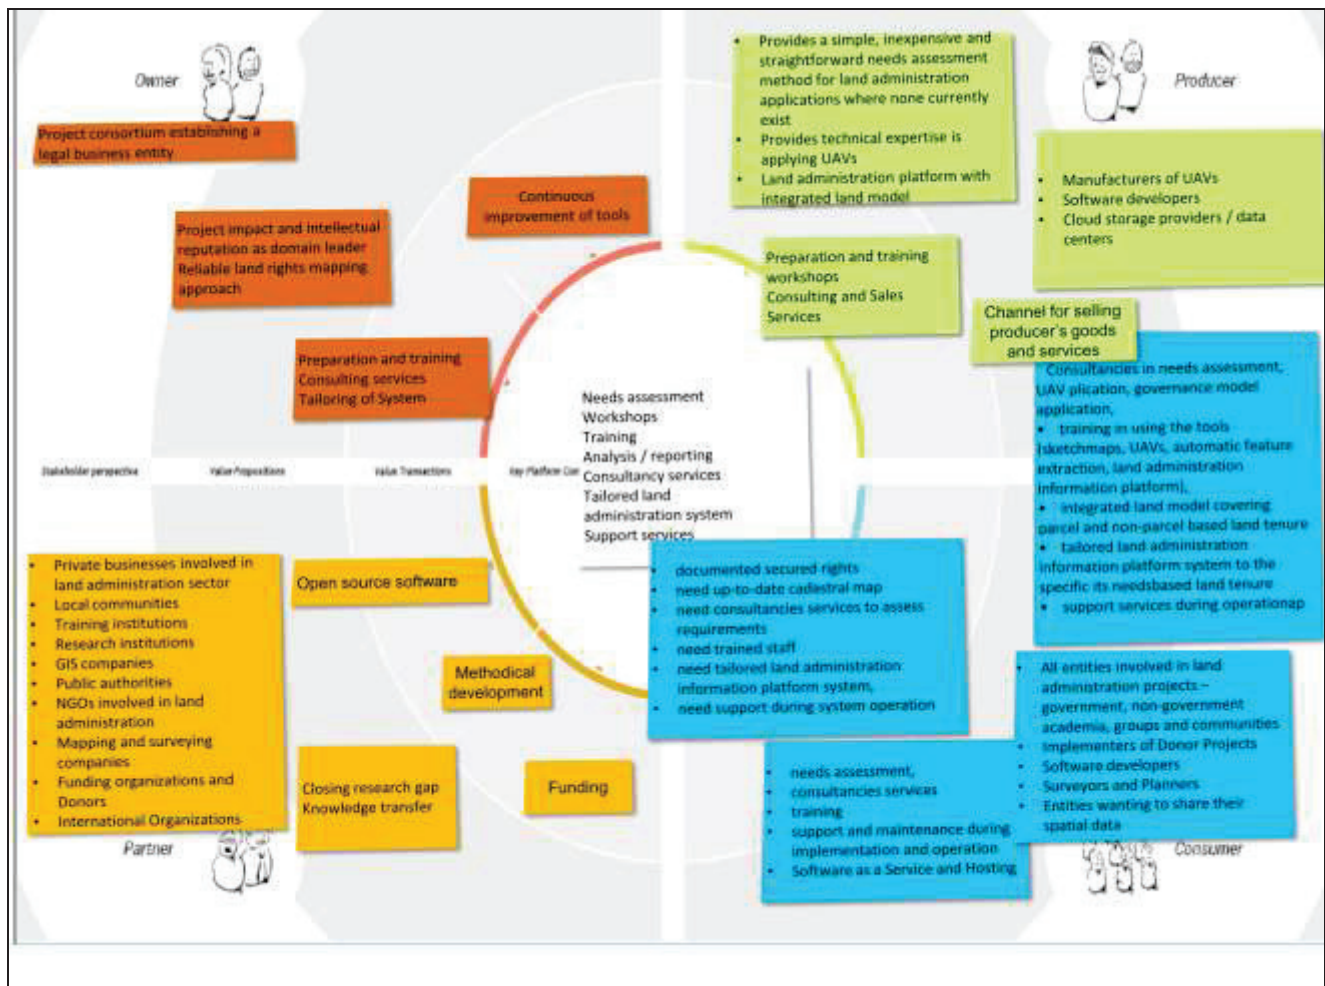 Owner
Project consortium establishing a
legal business entity
Continuous
improvement of tools
Project impact and intellectual
reputation as domain leader
Reliable land rights mapping
approach
Preparation and training
Consulting services
Tailoring of System
• Provides a simple, inexpensive and
straightforward needs assessment
method for land administration
applications where none currently
exist
• Provides technical expertise is
applying UAVs
• Land administration platform with
integrated land model
Producer
• Manufacturers of UAVs
• Software developers
• Cloud storage providers / data
centers
Preparation and training
workshops
Consulting and Sales
Services
Channel for selling
producer's goods
and services
Needs assessment
Workshops
Training
Analysis / reporting
Consultancy services
Tailored land
administration system
Support services
Stakeholder perspective
Value Propositions
Value Transactions
Key Platform Com
Consultancies in needs assessment,
UAV plication, governance model
application,
• training in using the tools
(sketchmaps, UAVs, automatic feature
extraction, land administration
information platform),
• integrated land model covering
parcel and non-parcel based land tenure
• tailored land administration
information platform system to the
specific its needsbased land tenure
• support services during operationap
• Private businesses involved in
land administration sector
• Local communities
• Training institutions
• Research institutions
• GIS companies
• Public authorities
• NGOs involved in land
administration
• Mapping and surveying
companies
• Funding organizations and
Donors
• International Organizations
Partner
Open source software
Methodical
development
Closing research gap
Knowledge transfer
Funding
• documented secured rights
• need up-to-date cadestral map
• need consultancies services to assess
requirements
• need trained staff
• need tailored land administration
information platform system,
• need support during system operation
• needs assessment,
• consultancies services
• training
• support and maintenance during
implementation and operation
• Software as a Service and Hosting
• All entities involved in land
administration projects –
government, non-government
academia, groups and communities
• Implementers of Donor Projects
• Software developers
• Surveyors and Planners
• Entities wanting to share their
spatial data
Consumer